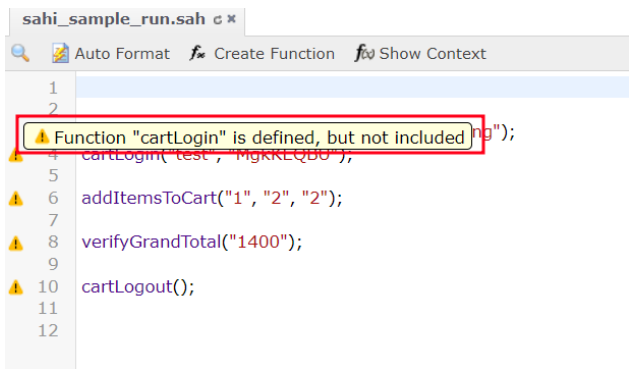 sahi_sample_run.sah
Auto Format Create Function Show Context
1
2
Function "cartLogin" is defined, but not included ng");
4 cartLogin("test",
5
6 addItemsToCart("1", "2", "2");
7
8 verifyGrandTotal("1400");
9
10 cartLogout();
11
12